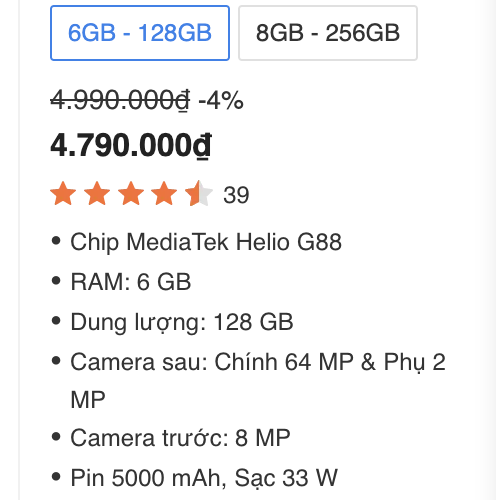 6GB - 128GB 8GB - 256GB
4.990.000₫ -4%
4.790.000₫
39
• Chip MediaTek Helio G88
• RAM: 6 GB
• Dung lượng: 128 GB
• Camera sau: Chính 64 MP & Phụ 2
MP
• Camera trước: 8 MP
• Pin 5000 mAh, Sạc 33 W